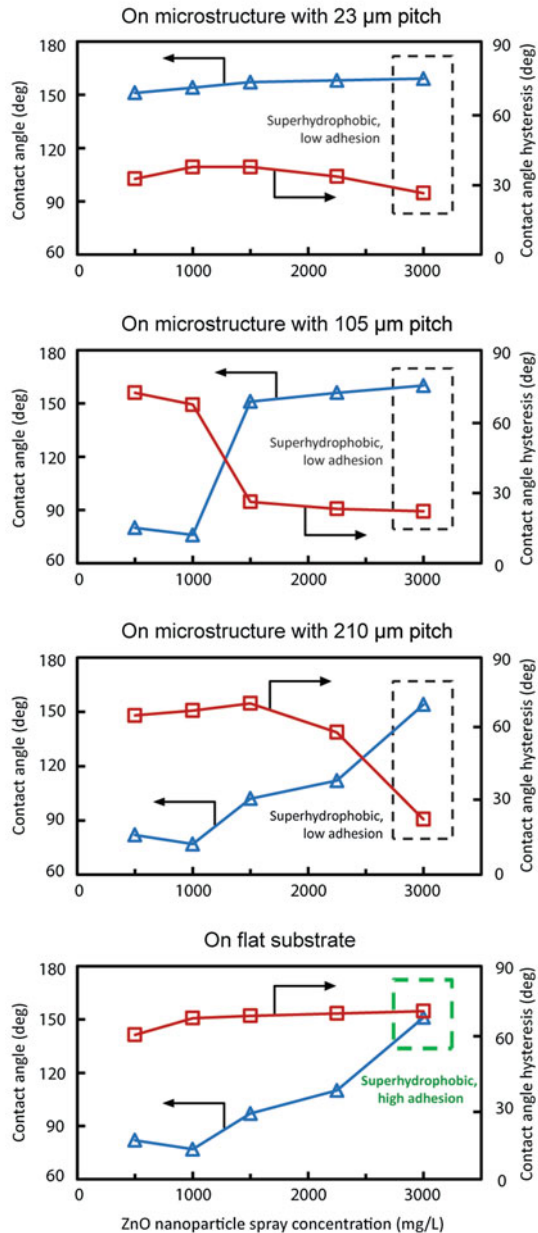 On microstructure with 23 µm pitch
180
150
120
90
60
Contact angle (deg)
90
60
30
0
Contact angle hysteresis (deg)
Superhydrophobic,
low adhesion
0 1000 2000 3000
On microstructure with 105 µm pitch
180
150
120
90
60
Contact angle (deg)
90
60
30
0
Contact angle hysteresis (deg)
Superhydrophobic,
low adhesion
0 1000 2000 3000
On microstructure with 210 µm pitch
180
150
120
90
60
Contact angle (deg)
90
60
30
0
Contact angle hysteresis (deg)
Superhydrophobic,
low adhesion
0 1000 2000 3000
On flat substrate
180
150
120
90
60
Contact angle (deg)
90
60
30
0
Contact angle hysteresis (deg)
Superhydrophobic,
high adhesion
0 1000 2000 3000
ZnO nanoparticle spray concentration (mg/L)